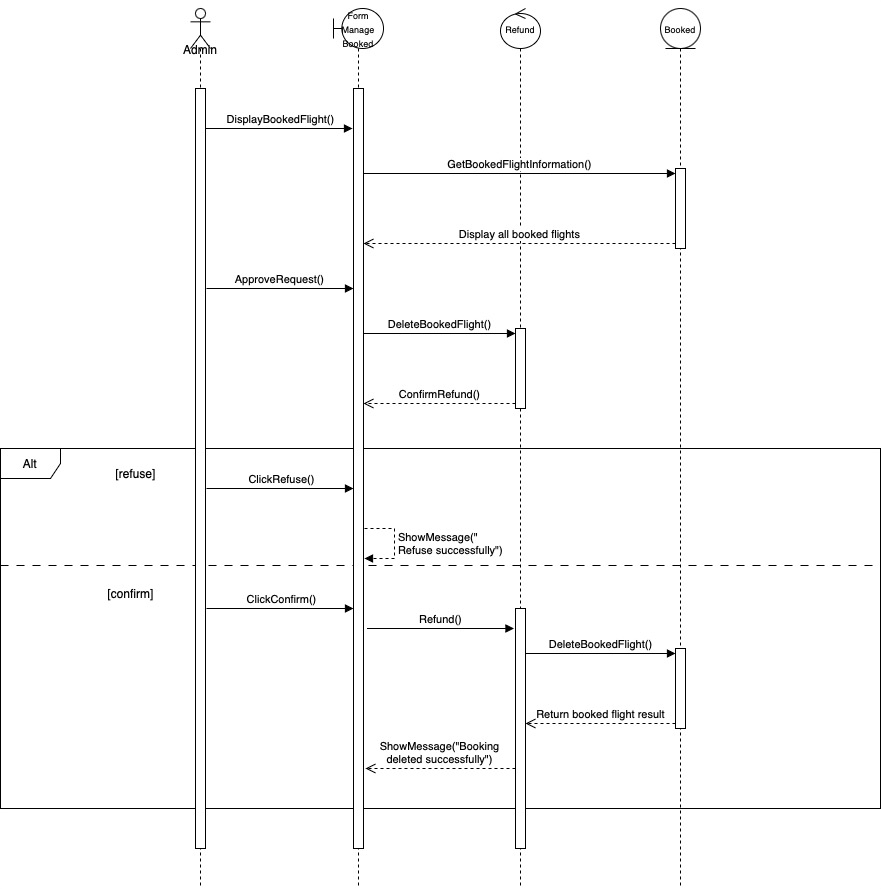 Form
Manage
Booked
Refund
Booked
Admin
DisplayBookedFlight()
GetBookedFlightInformation()
Display all booked flights
ApproveRequest()
DeleteBookedFlight()
ConfirmRefund()
Alt
[refuse]
ClickRefuse()
ShowMessage("
Refuse successfully")
[confirm]
ClickConfirm()
Refund()
DeleteBookedFlight()
Return booked flight result
ShowMessage("Booking
deleted successfully")